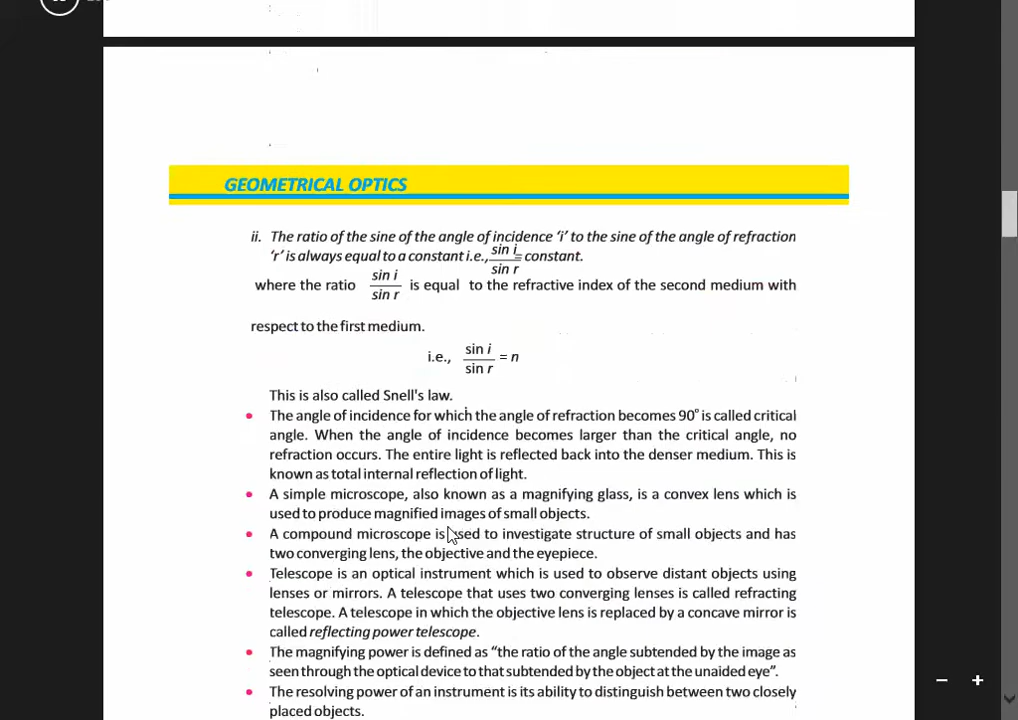 GEOMETRICAL OPTICS
ii. The ratio of the sine of the angle of incidence ‘i’ to the sine of the angle of refraction
‘r’ is always equal to a constant i.e., sin i / sin r = constant.
where the ratio sin i / sin r is equal to the refractive index of the second medium with
respect to the first medium.
i.e., sin i / sin r = n
This is also called Snell's law.
• The angle of incidence for which the angle of refraction becomes 90° is called critical
angle. When the angle of incidence becomes larger than the critical angle, no
refraction occurs. The entire light is reflected back into the denser medium. This is
known as total internal reflection of light.
• A simple microscope, also known as a magnifying glass, is a convex lens which is
used to produce magnified images of small objects.
• A compound microscope is used to investigate structure of small objects and has
two converging lens, the objective and the eyepiece.
• Telescope is an optical instrument which is used to observe distant objects using
lenses or mirrors. A telescope that uses two converging lenses is called refracting
telescope. A telescope in which the objective lens is replaced by a concave mirror is
called reflecting power telescope.
• The magnifying power is defined as “the ratio of the angle subtended by the image as
seen through the optical device to that subtended by the object at the unaided eye”.
• The resolving power of an instrument is its ability to distinguish between two closely
placed objects.